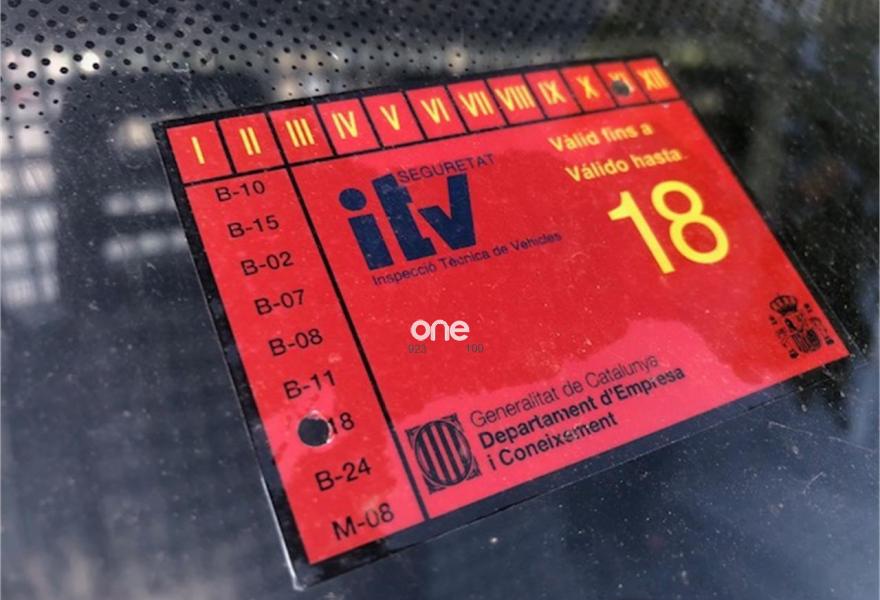 I II III IV V VI VII VIII IX X XI XII
B-10
B-15
B-02
B-07
B-08
B-11
18
B-24
M-08
SEGURETAT
itv
Inspecció Tècnica de Vehicles
Vàlid fins a
Válido hasta
18
one
923 100
Generalitat de Catalunya
Departament d'Empresa
i Coneixement